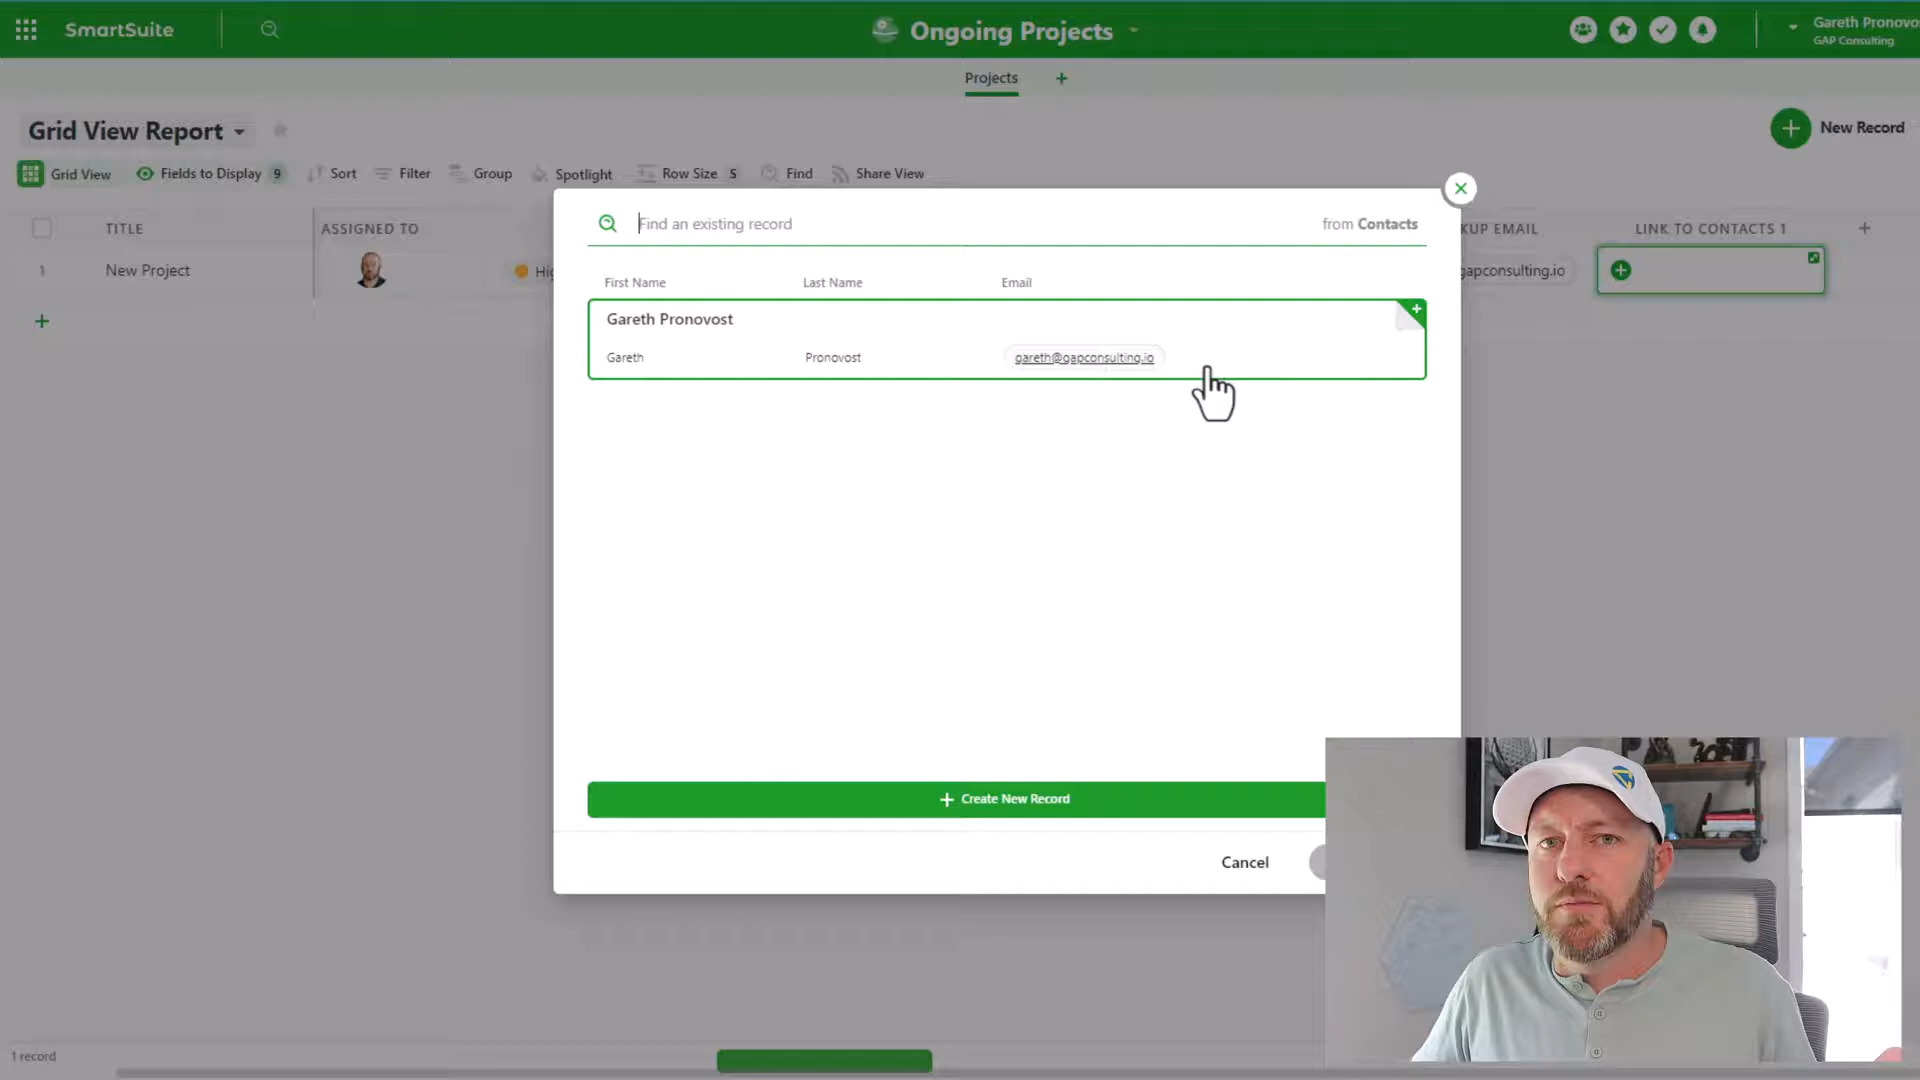 SmartSuite
Ongoing Projects
Gareth Pronovo
GAP Consulting
Projects
Grid View Report
New Record
Grid View
Fields to Display 9
Sort
Filter
Group
Spotlight
Row Size S
Find
Share View
TITLE
ASSIGNED TO
KUP EMAIL
LINK TO CONTACTS 1
1
New Project
Hig
gapconsulting.io
Find an existing record
from Contacts
First Name
Last Name
Email
Gareth Pronovost
Gareth
Pronovost
gareth@gapconsulting.io
Create New Record
Cancel
1 record